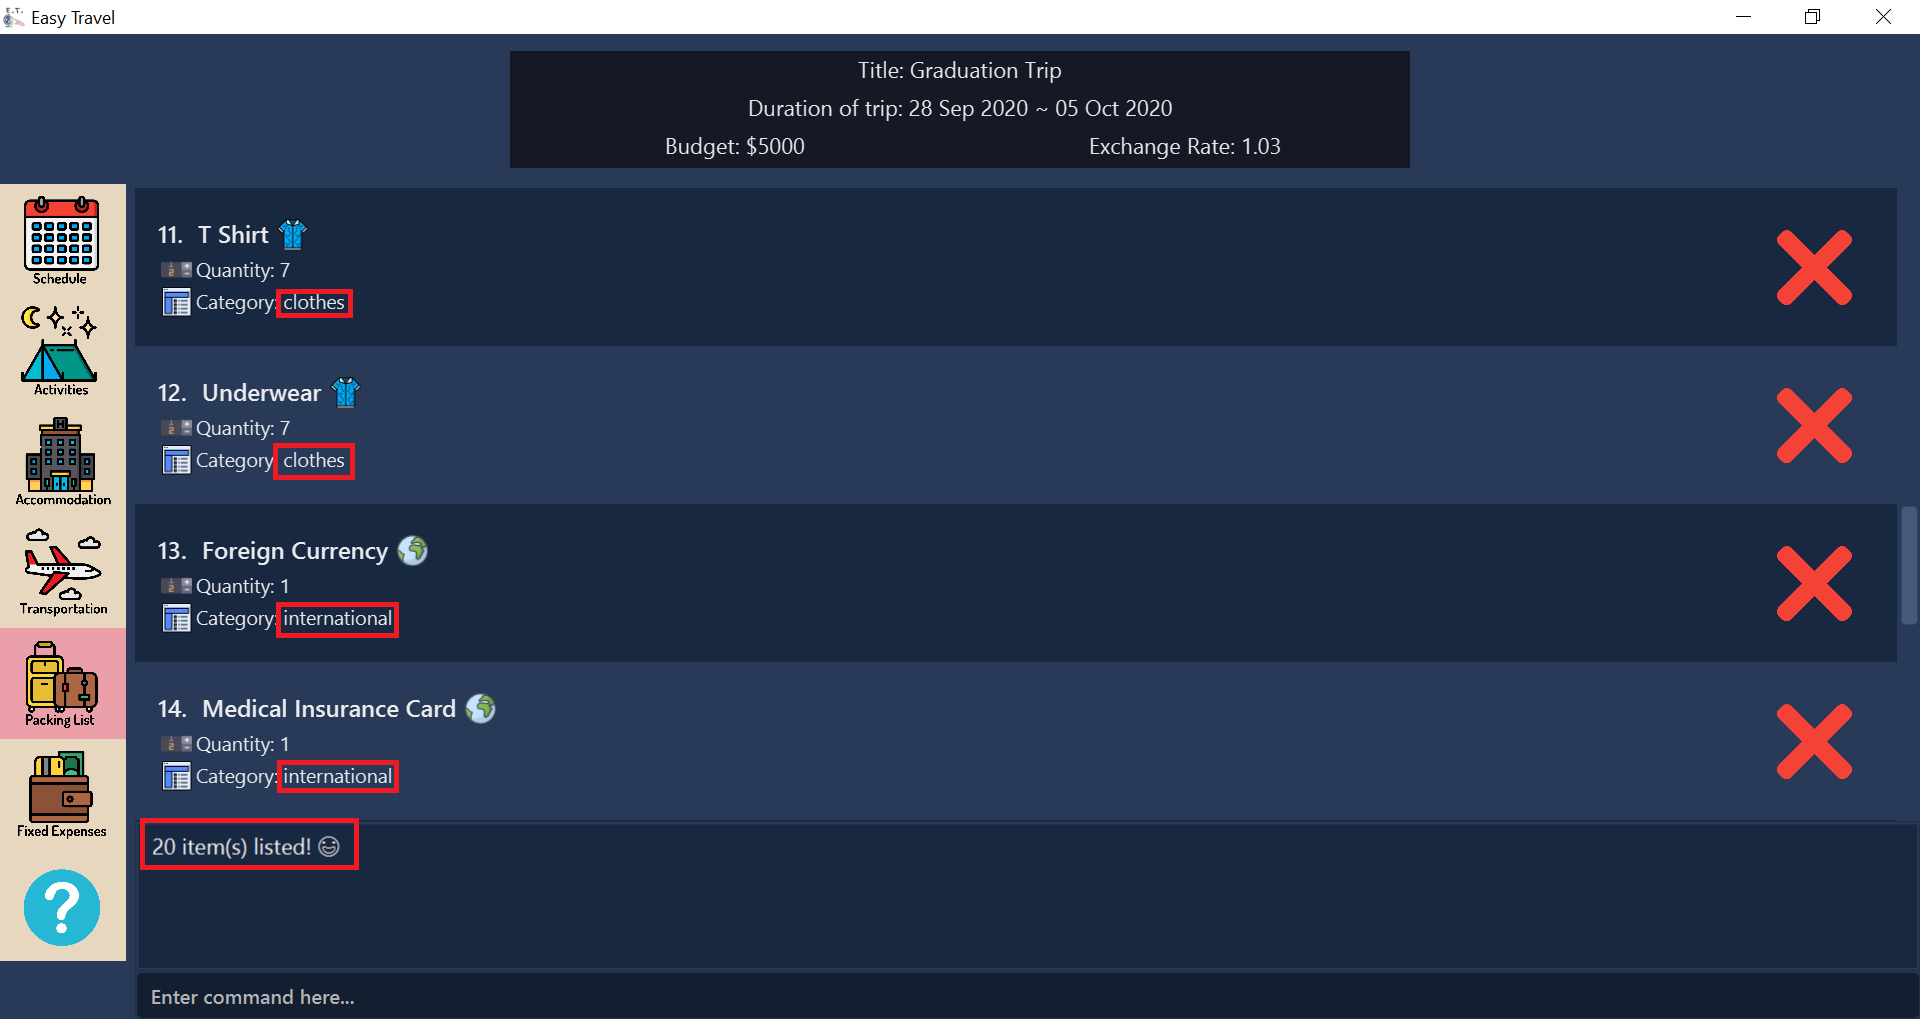 E.T.
Easy Travel
Title: Graduation Trip
Duration of trip: 28 Sep 2020 ~ 05 Oct 2020
Budget: $5000
Exchange Rate: 1.03
Schedule
Activities
Accommodation
Transportation
Packing List
Fixed Expenses
?
11. T Shirt
Quantity: 7
Category: clothes
12. Underwear
Quantity: 7
Category clothes
13. Foreign Currency
Quantity: 1
Category: international
14. Medical Insurance Card
Quantity: 1
Category: international
20 item(s) listed! 😄
Enter command here...